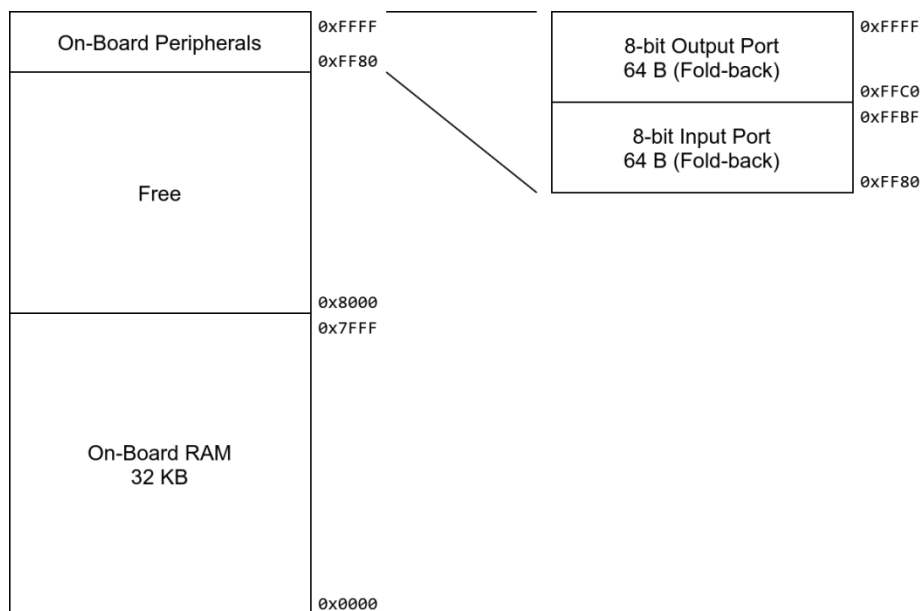 On-Board Peripherals
0xFFFF
0xFF80
Free
0x8000
0x7FFF
On-Board RAM
32 KB
0x0000
8-bit Output Port
64 B (Fold-back)
0xFFFF
0xFFC0
0xFFBF
8-bit Input Port
64 B (Fold-back)
0xFF80